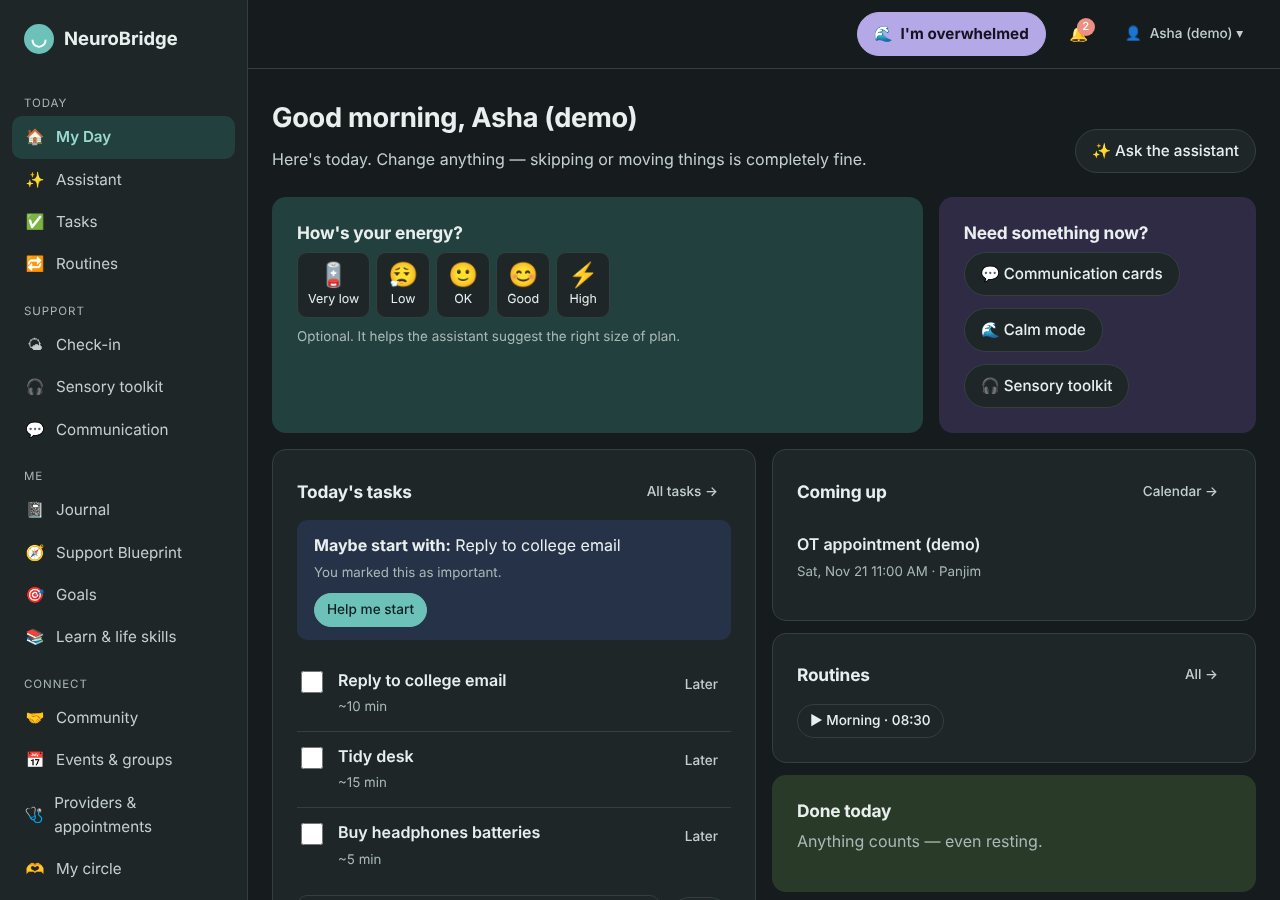 NeuroBridge
TODAY
🏠 My Day
✨ Assistant
✅ Tasks
🔁 Routines
SUPPORT
🌤 Check-in
🎧 Sensory toolkit
💬 Communication
ME
📓 Journal
🧭 Support Blueprint
🎯 Goals
📚 Learn & life skills
CONNECT
🤝 Community
📅 Events & groups
🩺 Providers &
appointments
🫶 My circle
🌊 I'm overwhelmed
🔔 2
👤 Asha (demo) ▾
Good morning, Asha (demo)
Here's today. Change anything — skipping or moving things is completely fine.
✨ Ask the assistant
How's your energy?
Very low
Low
OK
Good
High
Optional. It helps the assistant suggest the right size of plan.
Need something now?
💬 Communication cards
🌊 Calm mode
🎧 Sensory toolkit
Today's tasks
All tasks →
Maybe start with: Reply to college email
You marked this as important.
Help me start
Reply to college email
Later
~10 min
Tidy desk
Later
~15 min
Buy headphones batteries
Later
~5 min
Coming up
Calendar →
OT appointment (demo)
Sat, Nov 21 11:00 AM · Panjim
Routines
All →
▶ Morning · 08:30
Done today
Anything counts — even resting.